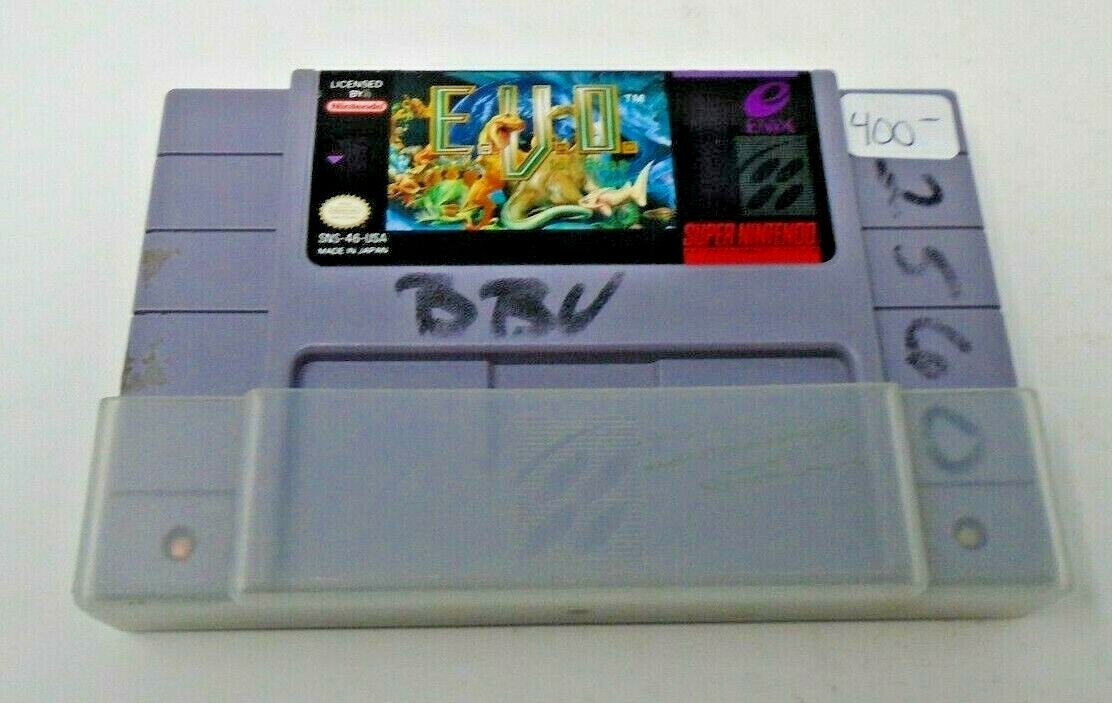 LICENSED
BY
Nintendo
E.V.O.™
ENIX
400-
SNS-46-USA
MADE IN JAPAN
SUPER NINTENDO
BBV